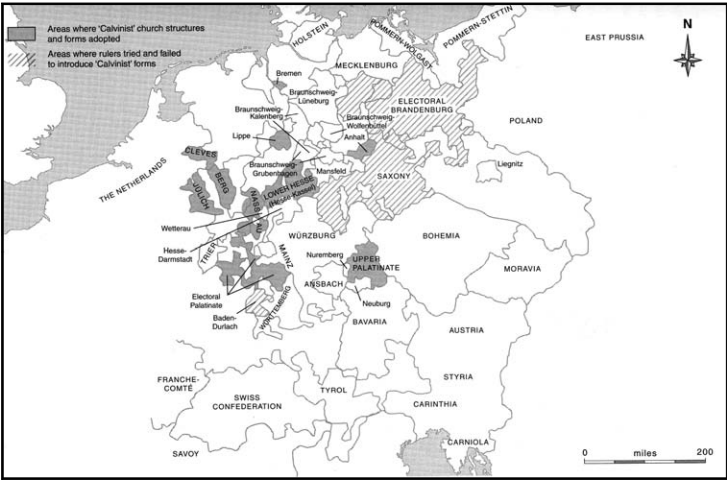 Areas where 'Calvinist' church structures
and forms adopted
Areas where rulers tried and failed
to introduce 'Calvinist' forms
N
HOLSTEIN
POMMERN-WOLGAST
POMMERN-STETTIN
EAST PRUSSIA
MECKLENBURG
Bremen
Braunschweig-
Lüneburg
ELECTORAL
BRANDENBURG
Braunschweig-
Kalenberg
Braunschweig-
Wolfenbüttel
POLAND
Lippe
Anhalt
CLEVES
Braunschweig-
Grubenhagen
Mansfeld
SAXONY
Liegnitz
THE NETHERLANDS
BERG
JÜLICH
LOWER HESSE
(Hesse-Kassel)
NASSAU
Wetterau
Hesse-
Darmstadt
TRIER
MAINZ
WÜRZBURG
BOHEMIA
Nuremberg
UPPER
PALATINATE
MORAVIA
ANSBACH
Electoral
Palatinate
Neuburg
Baden-
Durlach
WÜRTTEMBERG
BAVARIA
AUSTRIA
FRANCHE-
COMTÉ
SWISS
CONFEDERATION
TYROL
STYRIA
CARINTHIA
SAVOY
CARNIOLA
0 miles 200